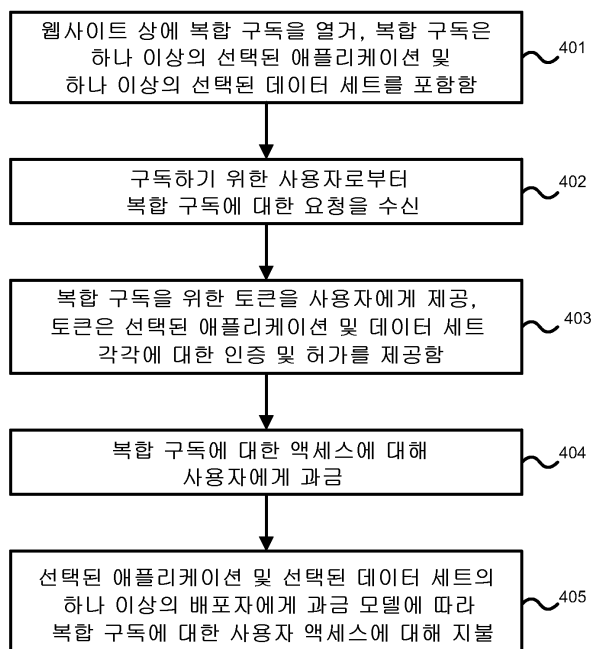 웹사이트 상에 복합 구독을 열거, 복합 구독은
하나 이상의 선택된 애플리케이션 및
하나 이상의 선택된 데이터 세트를 포함함
401
구독하기 위한 사용자로부터
복합 구독에 대한 요청을 수신
402
복합 구독을 위한 토큰을 사용자에게 제공,
토큰은 선택된 애플리케이션 및 데이터 세트
각각에 대한 인증 및 허가를 제공함
403
복합 구독에 대한 액세스에 대해
사용자에게 과금
404
선택된 애플리케이션 및 선택된 데이터 세트의
하나 이상의 배포자에게 과금 모델에 따라
복합 구독에 대한 사용자 액세스에 대해 지불
405